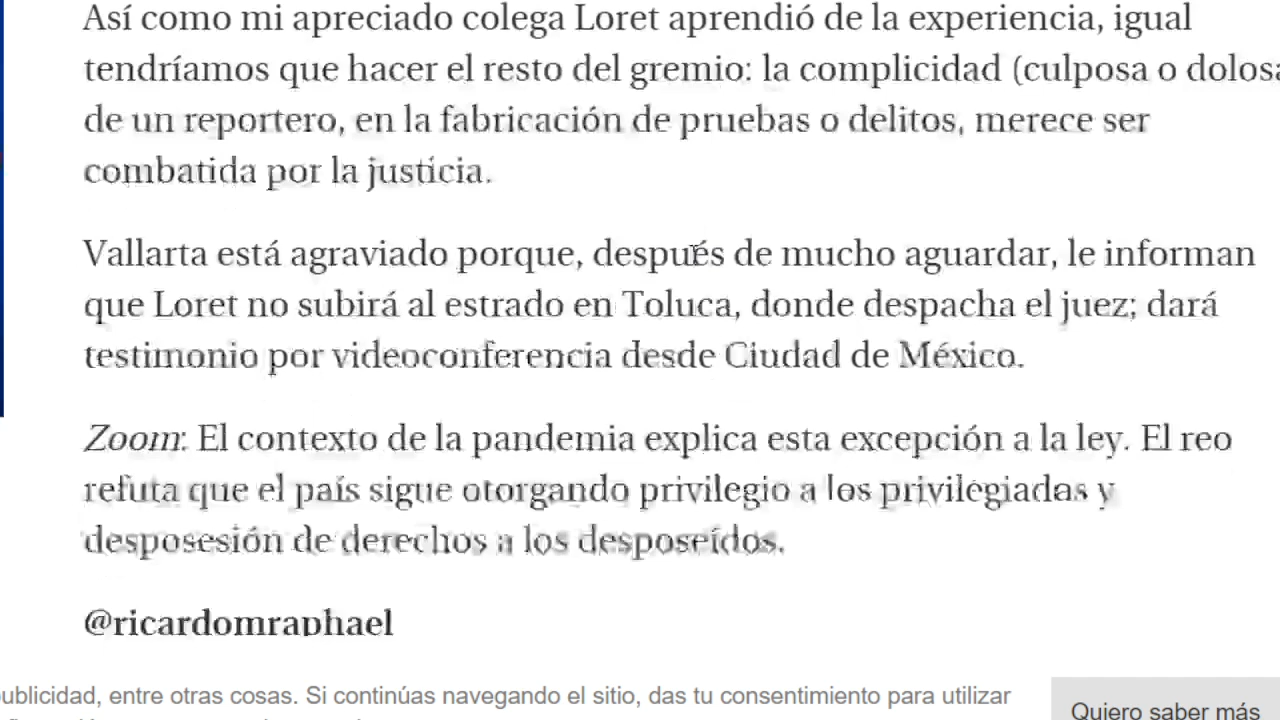 Así como mi apreciado colega Loret aprendió de la experiencia, igual
tendríamos que hacer el resto del gremio: la complicidad (culposa o dolosa
de un reportero, en la fabricación de pruebas o delitos, merece ser
combatida por la justicia.
Vallarta está agraviado porque, después de mucho aguardar, le informan
que Loret no subirá al estrado en Toluca, donde despacha el juez; dará
testimonio por videoconferencia desde Ciudad de México.
Zoom: El contexto de la pandemia explica esta excepción a la ley. El reo
refuta que el país sigue otorgando privilegio a los privilegiadas y
desposesión de derechos a los desposeídos.
@ricardomraphael
publicidad, entre otras cosas. Si continúas navegando el sitio, das tu consentimiento para utilizar
Quiero saber más